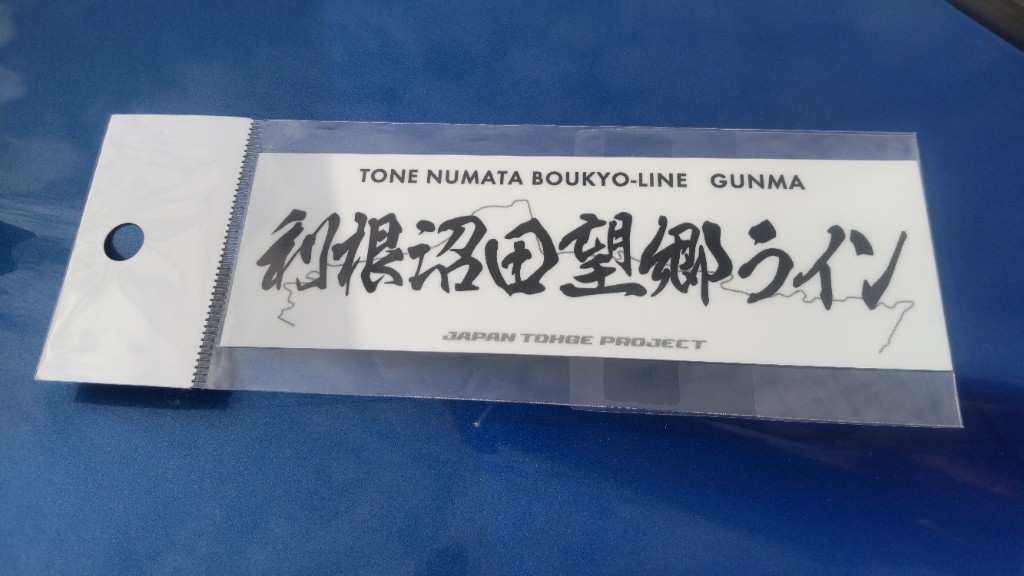 TONE NUMATA BOUKYO-LINE GUNMA
利根沼田望郷ライン
JAPAN TOHGE PROJECT